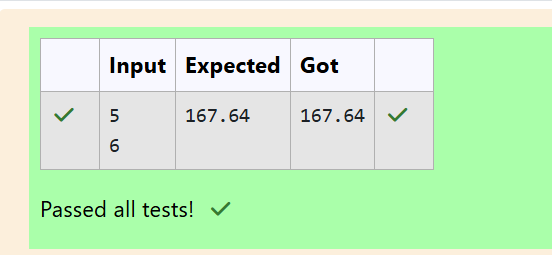 Input Expected Got
5 167.64 167.64
6
Passed all tests!